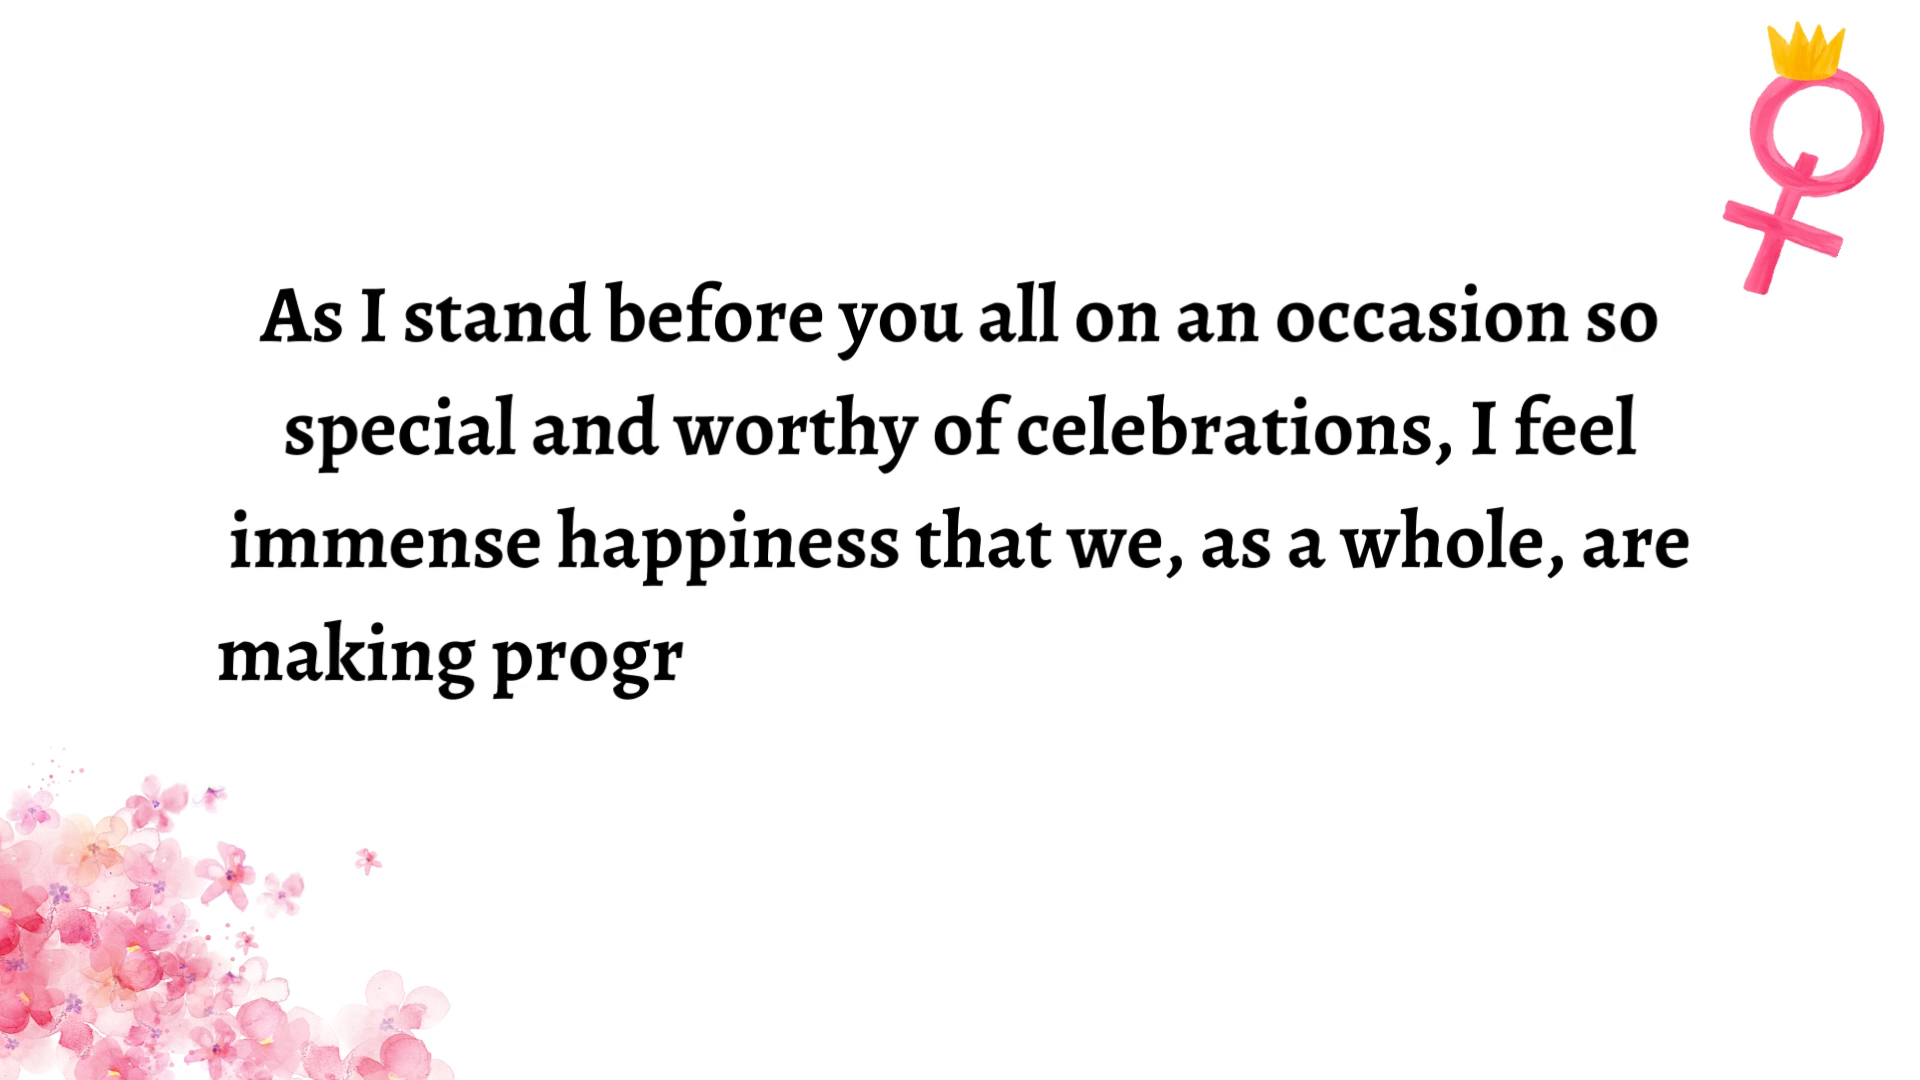 As I stand before you all on an occasion so
special and worthy of celebrations, I feel
immense happiness that we, as a whole, are
making progr